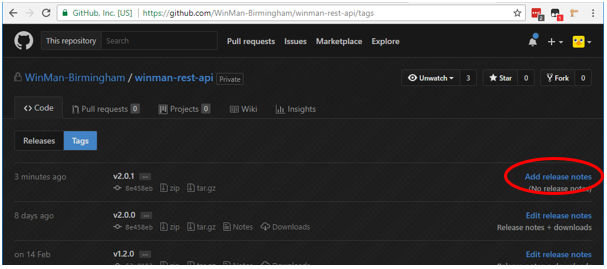 GitHub, Inc. [US] https://github.com/WinMan-Birmingham/winman-rest-api/tags
This repository Search Pull requests Issues Marketplace Explore
WinMan-Birmingham / winman-rest-api Private Unwatch 3 Star 0 Fork 0
Code Pull requests 0 Projects 0 Wiki Insights
Releases Tags
3 minutes ago v2.0.1 ... Add release notes
8e458eb zip tar.gz (No release notes)
8 days ago v2.0.0 ... Edit release notes
8e458eb zip tar.gz Notes Downloads Release notes + downloads
on 14 Feb v1.2.0 ... Edit release notes